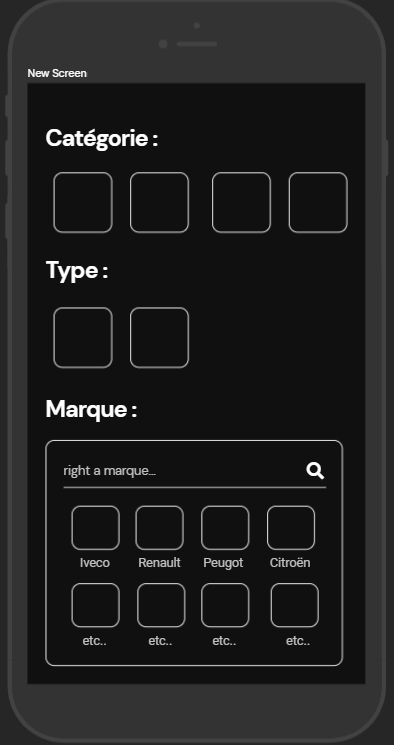 New Screen
Catégorie :
Type :
Marque :
right a marque...
Iveco Renault Peugot Citroën
etc.. etc.. etc.. etc..